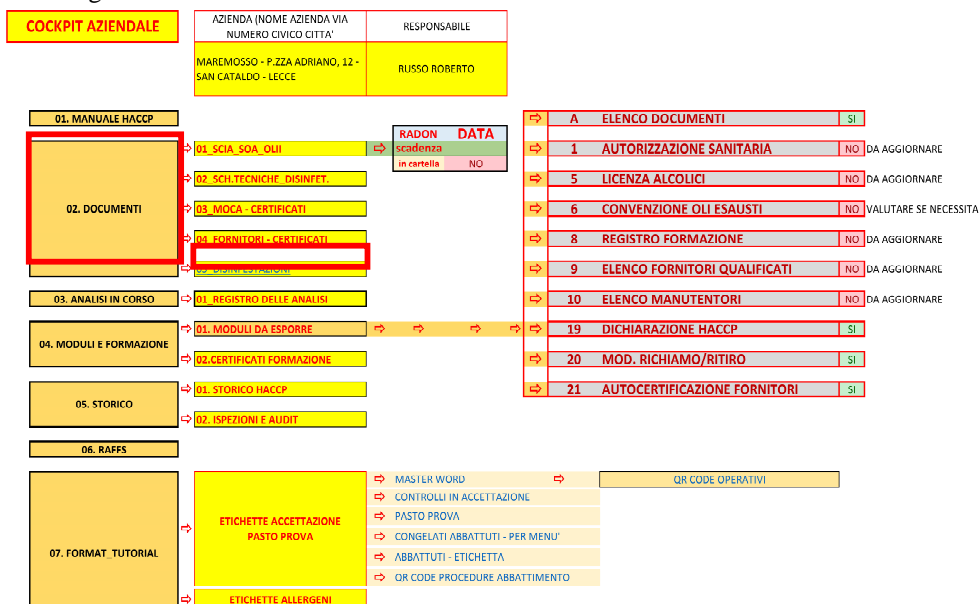 COCKPIT AZIENDALE
AZIENDA (NOME AZIENDA VIA
NUMERO CIVICO CITTA'
RESPONSABILE
MAREMOSSO - P.ZZA ADRIANO, 12 -
SAN CATALDO - LECCE
RUSSO ROBERTO
01. MANUALE HACCP
02. DOCUMENTI
01_SCIA_SOA_OLII
02_SCH.TECNICHE_DISINFET.
03_MOCA - CERTIFICATI
04_FORNITORI - CERTIFICATI
05_DISINFESTAZIONI
RADON DATA
scadenza
in cartella NO
03. ANALISI IN CORSO
01_REGISTRO DELLE ANALISI
04. MODULI E FORMAZIONE
01. MODULI DA ESPORRE
02.CERTIFICATI FORMAZIONE
05. STORICO
01. STORICO HACCP
02. ISPEZIONI E AUDIT
06. RAFFS
A ELENCO DOCUMENTI SI
1 AUTORIZZAZIONE SANITARIA NO DA AGGIORNARE
5 LICENZA ALCOLICI NO DA AGGIORNARE
6 CONVENZIONE OLI ESAUSTI NO VALUTARE SE NECESSITA
8 REGISTRO FORMAZIONE NO DA AGGIORNARE
9 ELENCO FORNITORI QUALIFICATI NO DA AGGIORNARE
10 ELENCO MANUTENTORI NO DA AGGIORNARE
19 DICHIARAZIONE HACCP SI
20 MOD. RICHIAMO/RITIRO SI
21 AUTOCERTIFICAZIONE FORNITORI SI
07. FORMAT_TUTORIAL
ETICHETTE ACCETTAZIONE
PASTO PROVA
MASTER WORD
QR CODE OPERATIVI
CONTROLLI IN ACCETTAZIONE
PASTO PROVA
CONGELATI ABBATTUTI - PER MENU'
ABBATTUTI - ETICHETTA
QR CODE PROCEDURE ABBATTIMENTO
ETICHETTE ALLERGENI